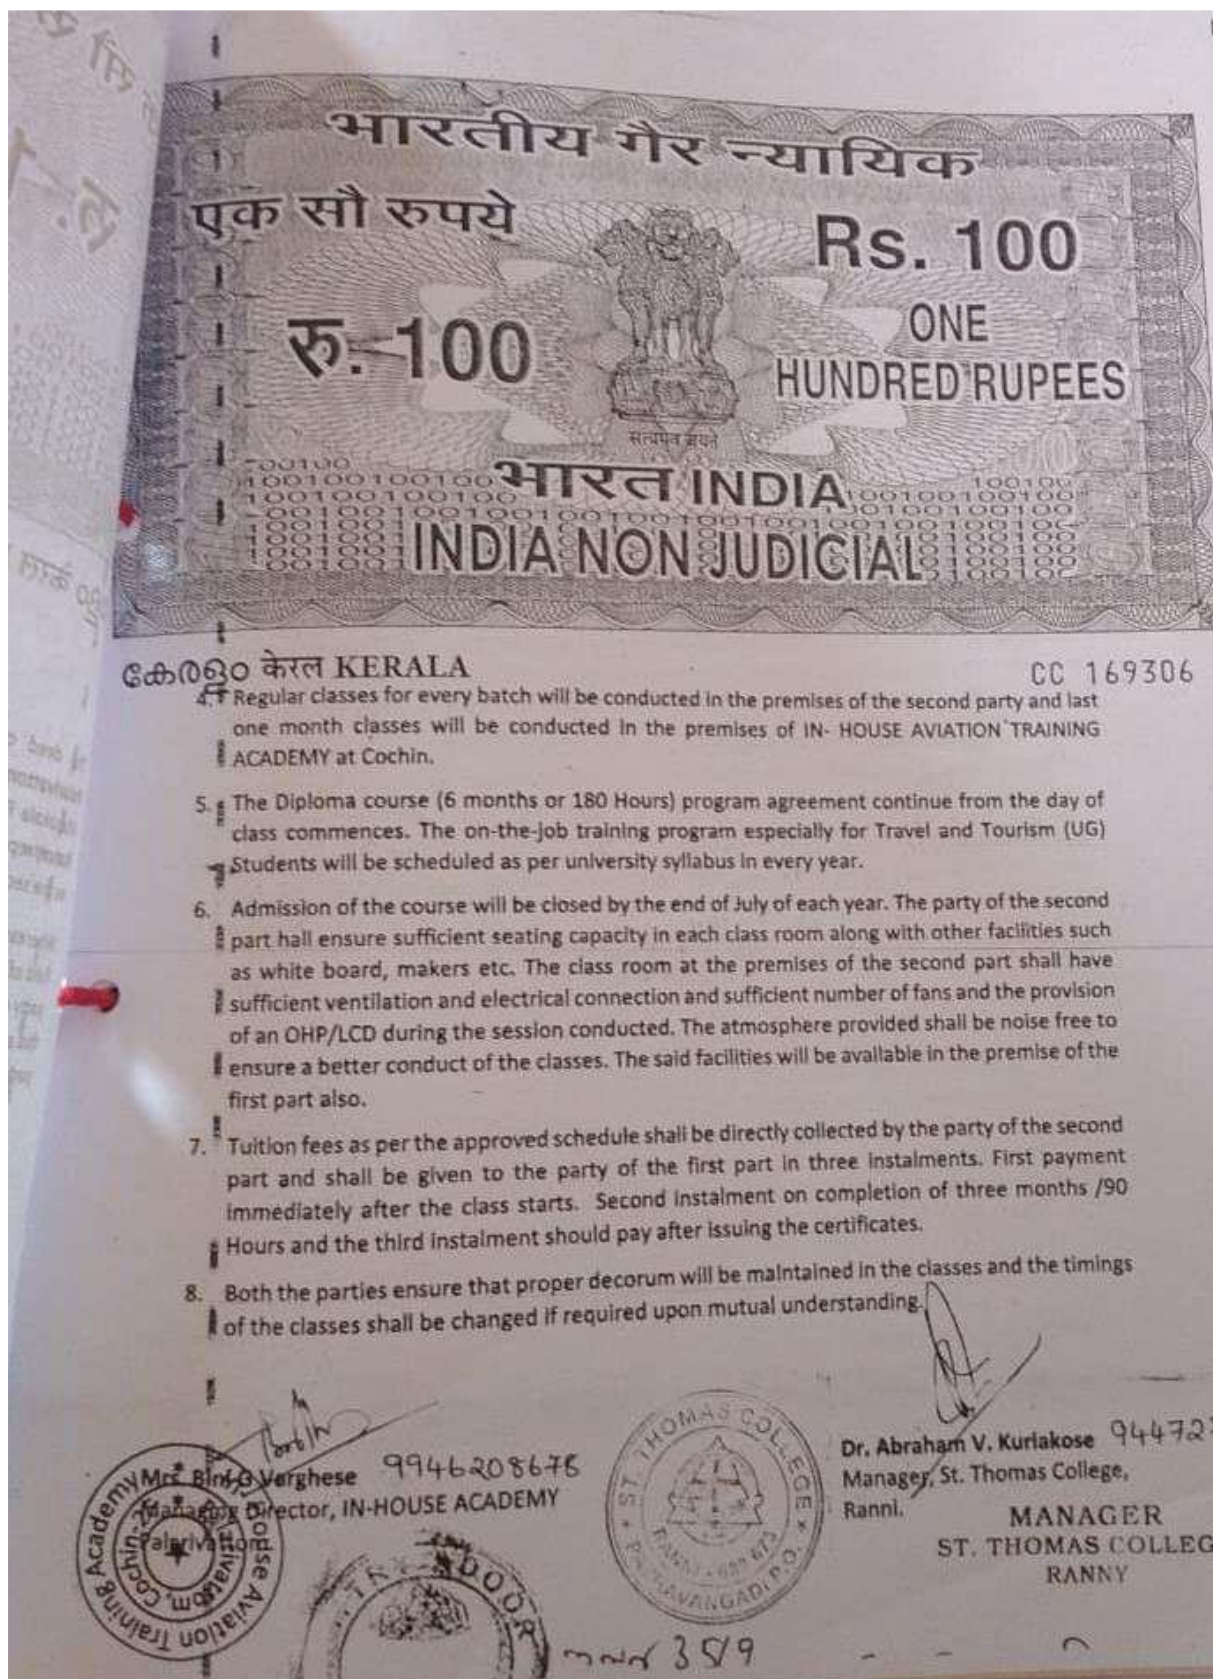 भारतीय गैर न्यायिक
एक सौ रुपये
Rs. 100
रु. 100
ONE
HUNDRED RUPEES
सत्यमेव जयते
भारत INDIA
INDIA NON JUDICIAL
കേരളം केरल KERALA
CC 169306
4. Regular classes for every batch will be conducted in the premises of the second party and last
one month classes will be conducted in the premises of IN- HOUSE AVIATION TRAINING
ACADEMY at Cochin.
5. The Diploma course (6 months or 180 Hours) program agreement continue from the day of
class commences. The on-the-job training program especially for Travel and Tourism (UG)
Students will be scheduled as per university syllabus in every year.
6. Admission of the course will be closed by the end of July of each year. The party of the second
part hall ensure sufficient seating capacity in each class room along with other facilities such
as white board, makers etc. The class room at the premises of the second part shall have
sufficient ventilation and electrical connection and sufficient number of fans and the provision
of an OHP/LCD during the session conducted. The atmosphere provided shall be noise free to
ensure a better conduct of the classes. The said facilities will be available in the premise of the
first part also.
7. Tuition fees as per the approved schedule shall be directly collected by the party of the second
part and shall be given to the party of the first part in three instalments. First payment
immediately after the class starts. Second instalment on completion of three months /90
Hours and the third instalment should pay after issuing the certificates.
8. Both the parties ensure that proper decorum will be maintained in the classes and the timings
of the classes shall be changed if required upon mutual understanding.
Mrs. Varghese 9946208678
Managing Director, IN-HOUSE ACADEMY
Palarivattom
Aviation Training Academy
Cochin
ST. THOMAS COLLEGE
RANNI - 689 673
P.O.
Dr. Abraham V. Kuriakose 94472
Manager, St. Thomas College,
Ranni.
MANAGER
ST. THOMAS COLLEG
RANNY
DOOR
35/9